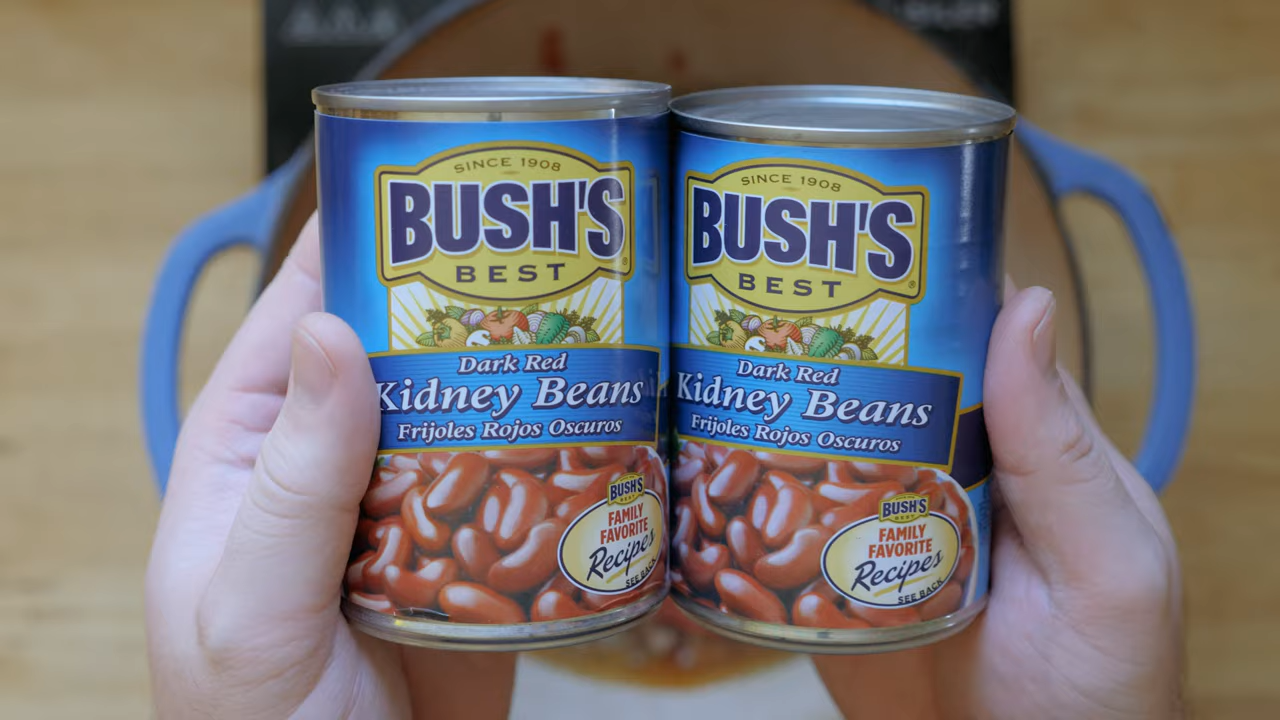 SINCE 1908
BUSH'S
BEST
Dark Red
Kidney Beans
Frijoles Rojos Oscuros
BUSH'S
BEST
FAMILY
FAVORITE
Recipes
SEE BACK
SINCE 1908
BUSH'S
BEST
Dark Red
Kidney Beans
Frijoles Rojos Oscuros
BUSH'S
BEST
FAMILY
FAVORITE
Recipes
SEE BACK